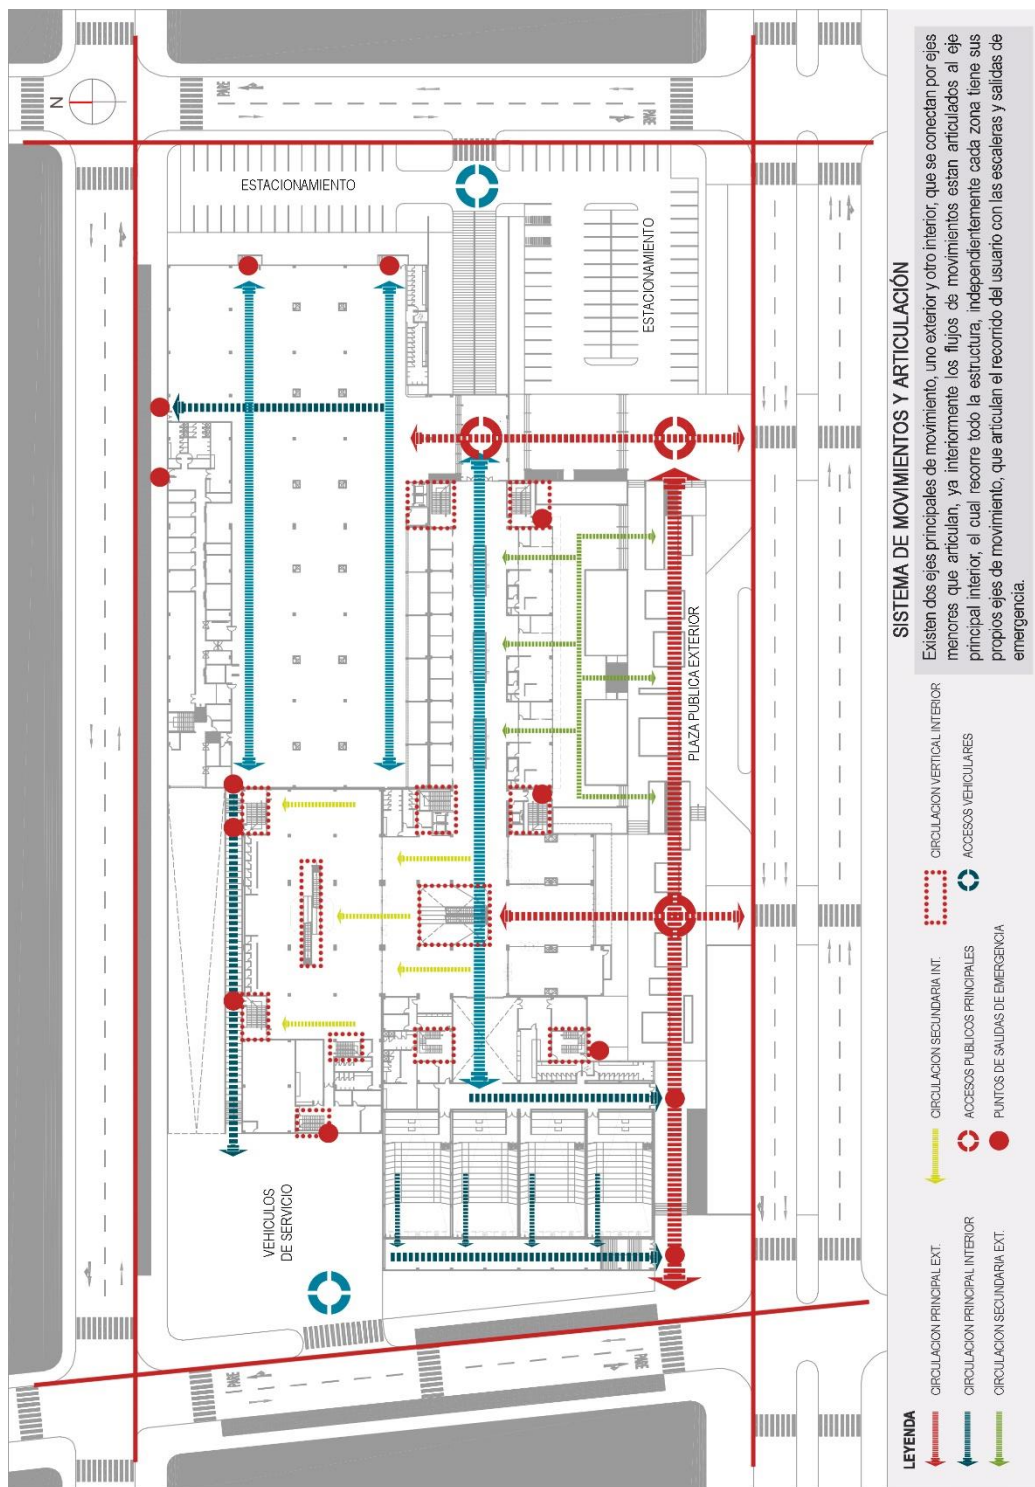 N
PARE
PARE
ESTACIONAMIENTO
ESTACIONAMIENTO
PLAZA PUBLICA EXTERIOR
VEHICULOS
DE SERVICIO
PARE
PARE
SISTEMA DE MOVIMIENTOS Y ARTICULACIÓN
Existen dos ejes principales de movimiento, uno exterior y otro interior, que se conectan por ejes
menores que articulan, ya interiormente los flujos de movimientos estan articulados al eje
principal interior, el cual recorre todo la estructura, independientemente cada zona tiene sus
propios ejes de movimiento, que articulan el recorrido del usuario con las escaleras y salidas de
emergencia.
LEYENDA
CIRCULACION PRINCIPAL EXT.
CIRCULACION PRINCIPAL INTERIOR
CIRCULACION SECUNDARIA EXT.
CIRCULACION SECUNDARIA INT.
ACCESOS PUBLICOS PRINCIPALES
PUNTOS DE SALIDAS DE EMERGENCIA
CIRCULACION VERTICAL INTERIOR
ACCESOS VEHICULARES